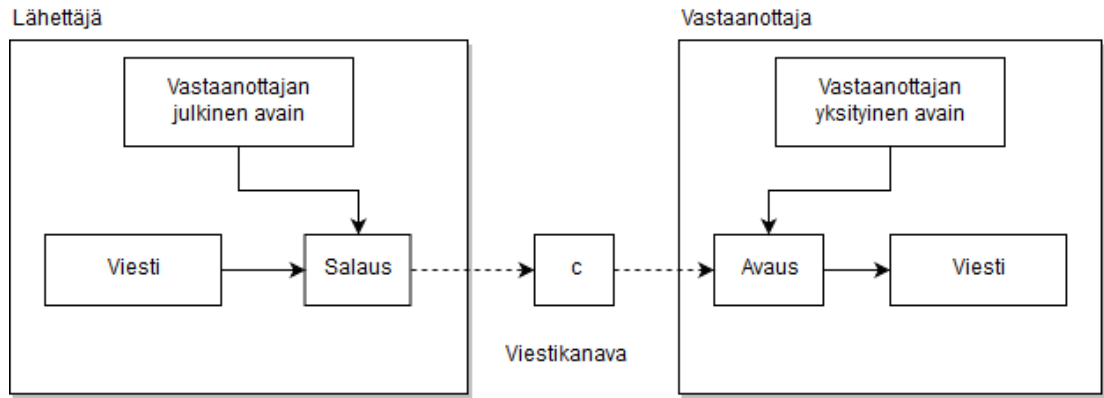 Lähettäjä
Vastaanottaja
Vastaanottajan
julkinen avain
Vastaanottajan
yksityinen avain
Viesti
Salaus
c
Avaus
Viesti
Viestikanava